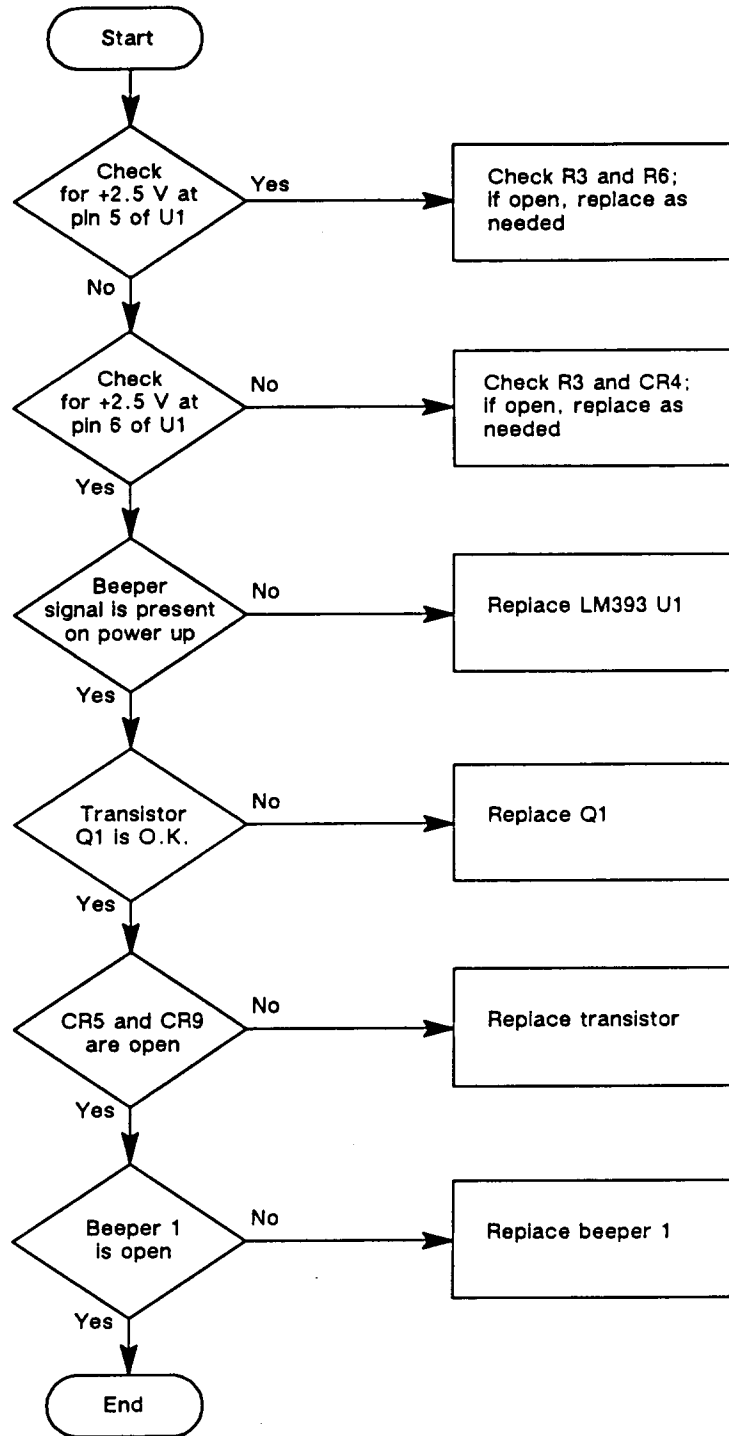 Start
Check
for +2.5 V at
pin 5 of U1
Yes
Check R3 and R6;
if open, replace as
needed
No
Check
for +2.5 V at
pin 6 of U1
No
Check R3 and CR4;
if open, replace as
needed
Yes
Beeper
signal is present
on power up
No
Replace LM393 U1
Yes
Transistor
Q1 is O.K.
No
Replace Q1
Yes
CR5 and CR9
are open
No
Replace transistor
Yes
Beeper 1
is open
No
Replace beeper 1
Yes
End